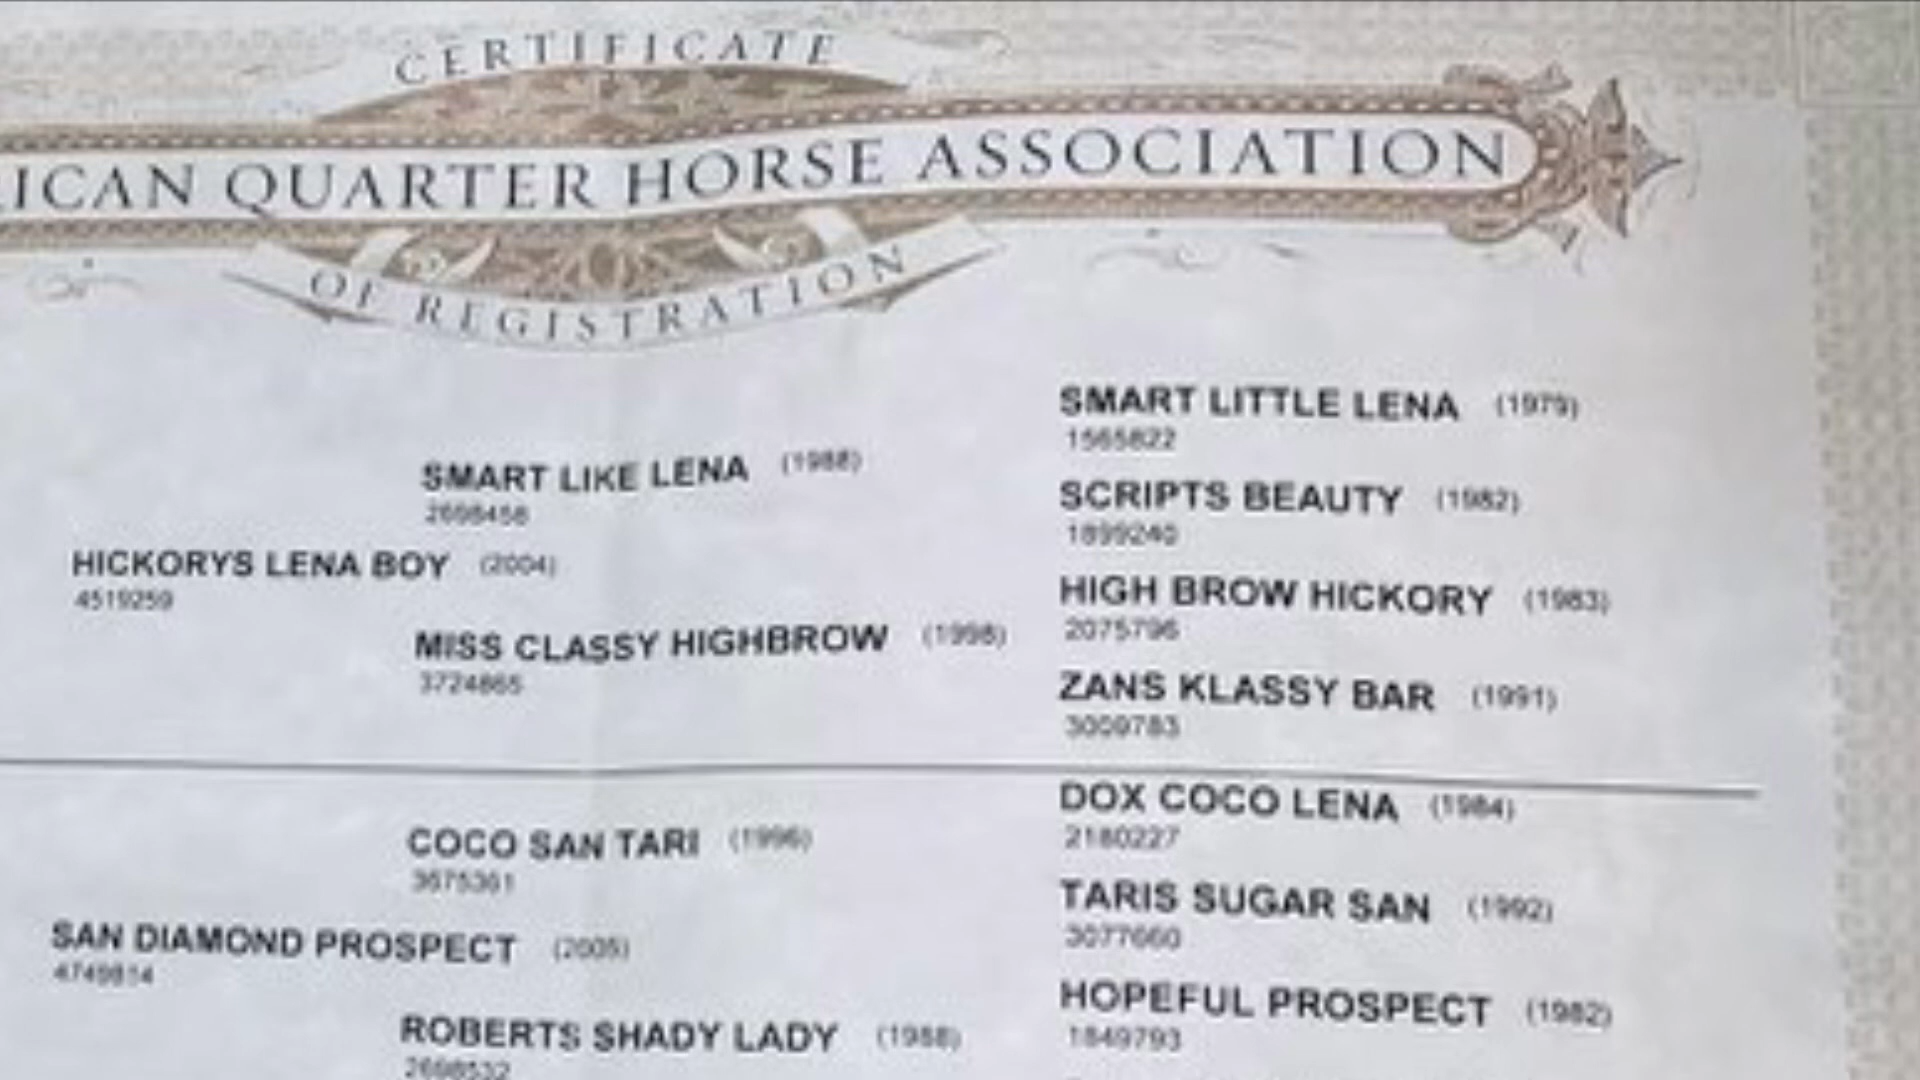 CERTIFICATE
RICAN QUARTER HORSE ASSOCIATION
OF REGISTRATION
SMART LITTLE LENA (1979)
1565822
SMART LIKE LENA (1988)
2698458
SCRIPTS BEAUTY (1982)
1899240
HICKORYS LENA BOY (2004)
4519259
HIGH BROW HICKORY (1983)
2075796
MISS CLASSY HIGHBROW (1998)
3724865
ZANS KLASSY BAR (1991)
3009783
DOX COCO LENA (1984)
2180227
COCO SAN TARI (1996)
3675361
TARIS SUGAR SAN (1992)
3077660
SAN DIAMOND PROSPECT (2005)
4749814
HOPEFUL PROSPECT (1982)
1849793
ROBERTS SHADY LADY (1988)
2698532